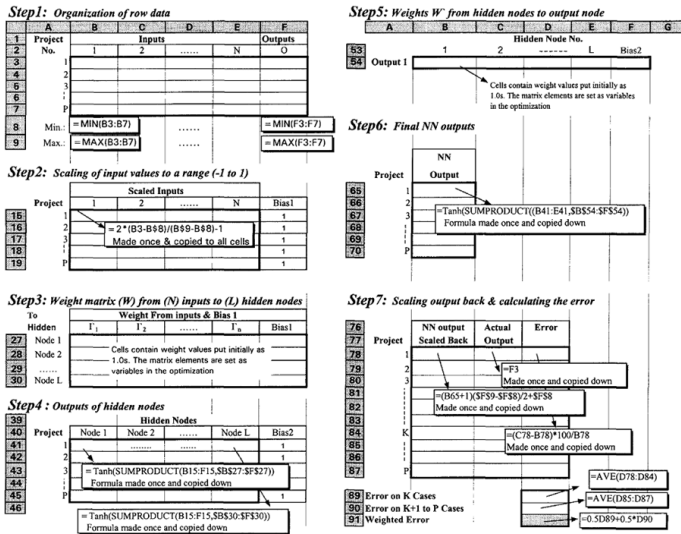 Step1: Organization of row data
A B C D E F
1 Project Inputs Outputs
2 No. 1 2 ...... N O
3 1
4 2
5 3
6
7 P
8 Min.: =MIN(B3:B7) ...... =MIN(F3:F7)
9 Max.: =MAX(B3:B7) ...... =MAX(F3:F7)
Step2: Scaling of input values to a range (-1 to 1)
Scaled Inputs
Project 1 2 ...... N Bias1
15 1 1
16 2 1
17 3 1
18 1
19 P 1
=2*(B3-B$8)/(B$9-B$8)-1
Made once & copied to all cells
Step3: Weight matrix (W) from (N) inputs to (L) hidden nodes
To Weight From inputs & Bias 1
Hidden Γ1 Γ2 ...... Γn Bias1
27 Node 1
28 Node 2
29 ......
30 Node L
Cells contain weight values put initially as
1.0s. The matrix elements are set as
variables in the optimization
Step4 : Outputs of hidden nodes
39 Hidden Nodes
40 Project Node 1 Node 2 ...... Node L Bias2
41 1 ........ ...... 1
42 2 1
43 3
44
45 P 1
46
=Tanh(SUMPRODUCT(B15:F15,$B$27:$F$27))
Formula made once and copied down
=Tanh(SUMPRODUCT(B15:F15,$B$30:$F$30))
Formula made once and copied down
Step5: Weights W` from hidden nodes to output node
A B C D E F G
Hidden Node No.
53 1 2 ------ L Bias2
54 Output 1
Cells contain weight values put initially as
1.0s. The matrix elements are set as variables
in the optimization
Step6: Final NN outputs
NN
Project Output
65 1
66 2
67 3
68
69
70 P
=Tanh(SUMPRODUCT((B41:E41,$B$54:$F$54))
Formula made once and copied down
Step7: Scaling output back & calculating the error
76 NN output Actual Error
77 Project Scaled Back Output
78 1
79 2
80 3
81
82
83
84 K
85
86
87 P
=F3
Made once and copied down
=(B65+1)($F$9-$F$8)/2+$F$8
Made once and copied down
=(C78-B78)*100/B78
Made once and copied down
89 Error on K Cases =AVE(D78:D84)
90 Error on K+1 to P Cases =AVE(D85:D87)
91 Weighted Error =0.5D89+0.5*D90